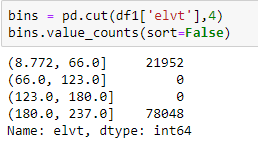 bins = pd.cut(df1['elvt'],4)
bins.value_counts(sort=False)
(8.772, 66.0]      21952
(66.0, 123.0]          0
(123.0, 180.0]         0
(180.0, 237.0]     78048
Name: elvt, dtype: int64